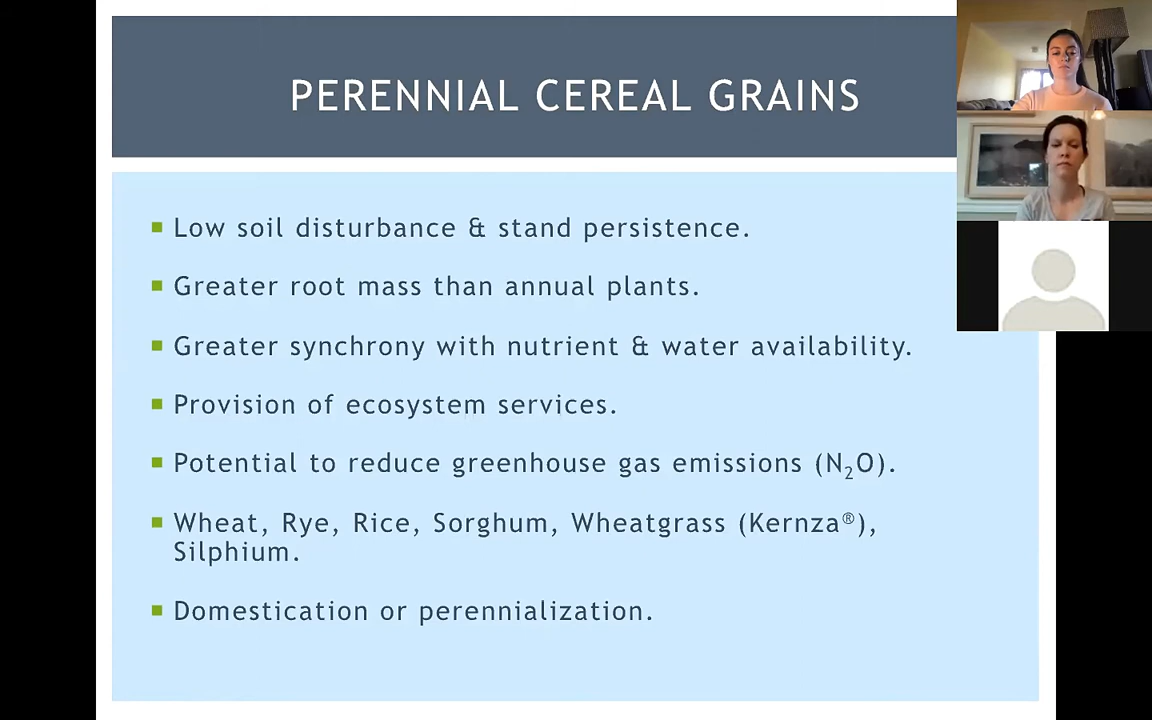 PERENNIAL CEREAL GRAINS
Low soil disturbance & stand persistence.
Greater root mass than annual plants.
Greater synchrony with nutrient & water availability.
Provision of ecosystem services.
Potential to reduce greenhouse gas emissions (N₂O).
Wheat, Rye, Rice, Sorghum, Wheatgrass (Kernza®),
Silphium.
Domestication or perennialization.